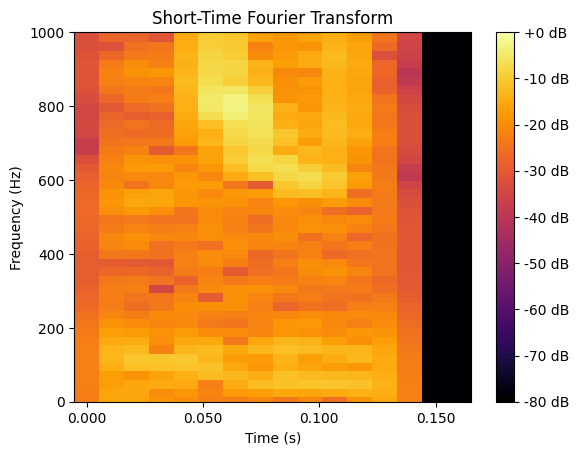 Short-Time Fourier Transform
1000
800
600
400
200
0
Frequency (Hz)
0.000
0.050
0.100
0.150
Time (s)
+0 dB
-10 dB
-20 dB
-30 dB
-40 dB
-50 dB
-60 dB
-70 dB
-80 dB